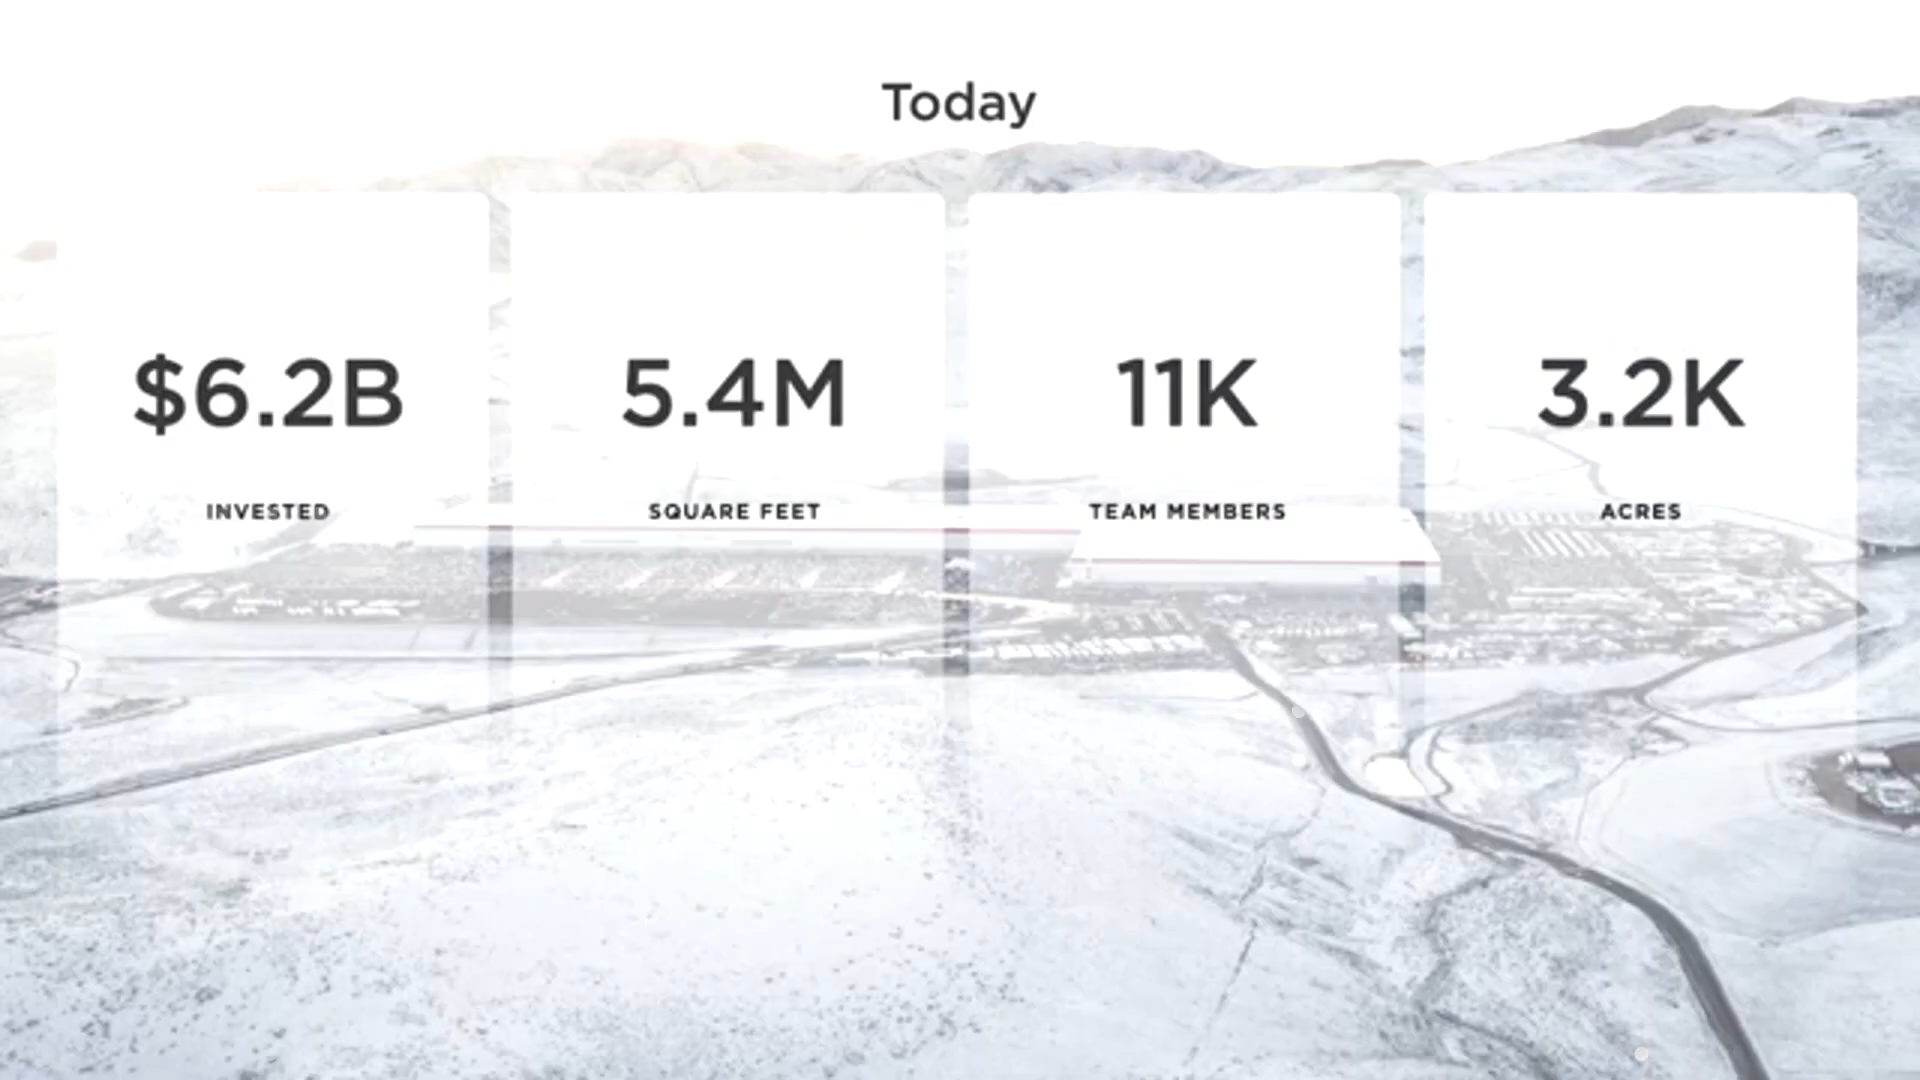 Today
$6.2B
INVESTED
5.4M
SQUARE FEET
11K
TEAM MEMBERS
3.2K
ACRES